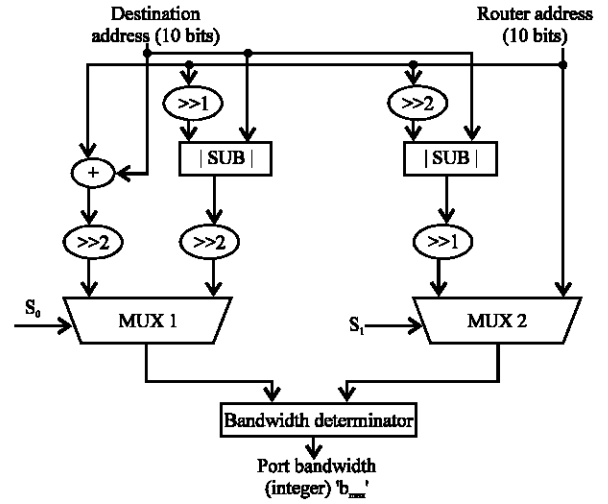 Destination
address (10 bits)
Router address
(10 bits)
>>1
>>2
+
| SUB |
| SUB |
>>2
>>2
>>1
S₀
MUX 1
S₁
MUX 2
Bandwidth determinator
Port bandwidth
(integer) 'bₘₐₓ'